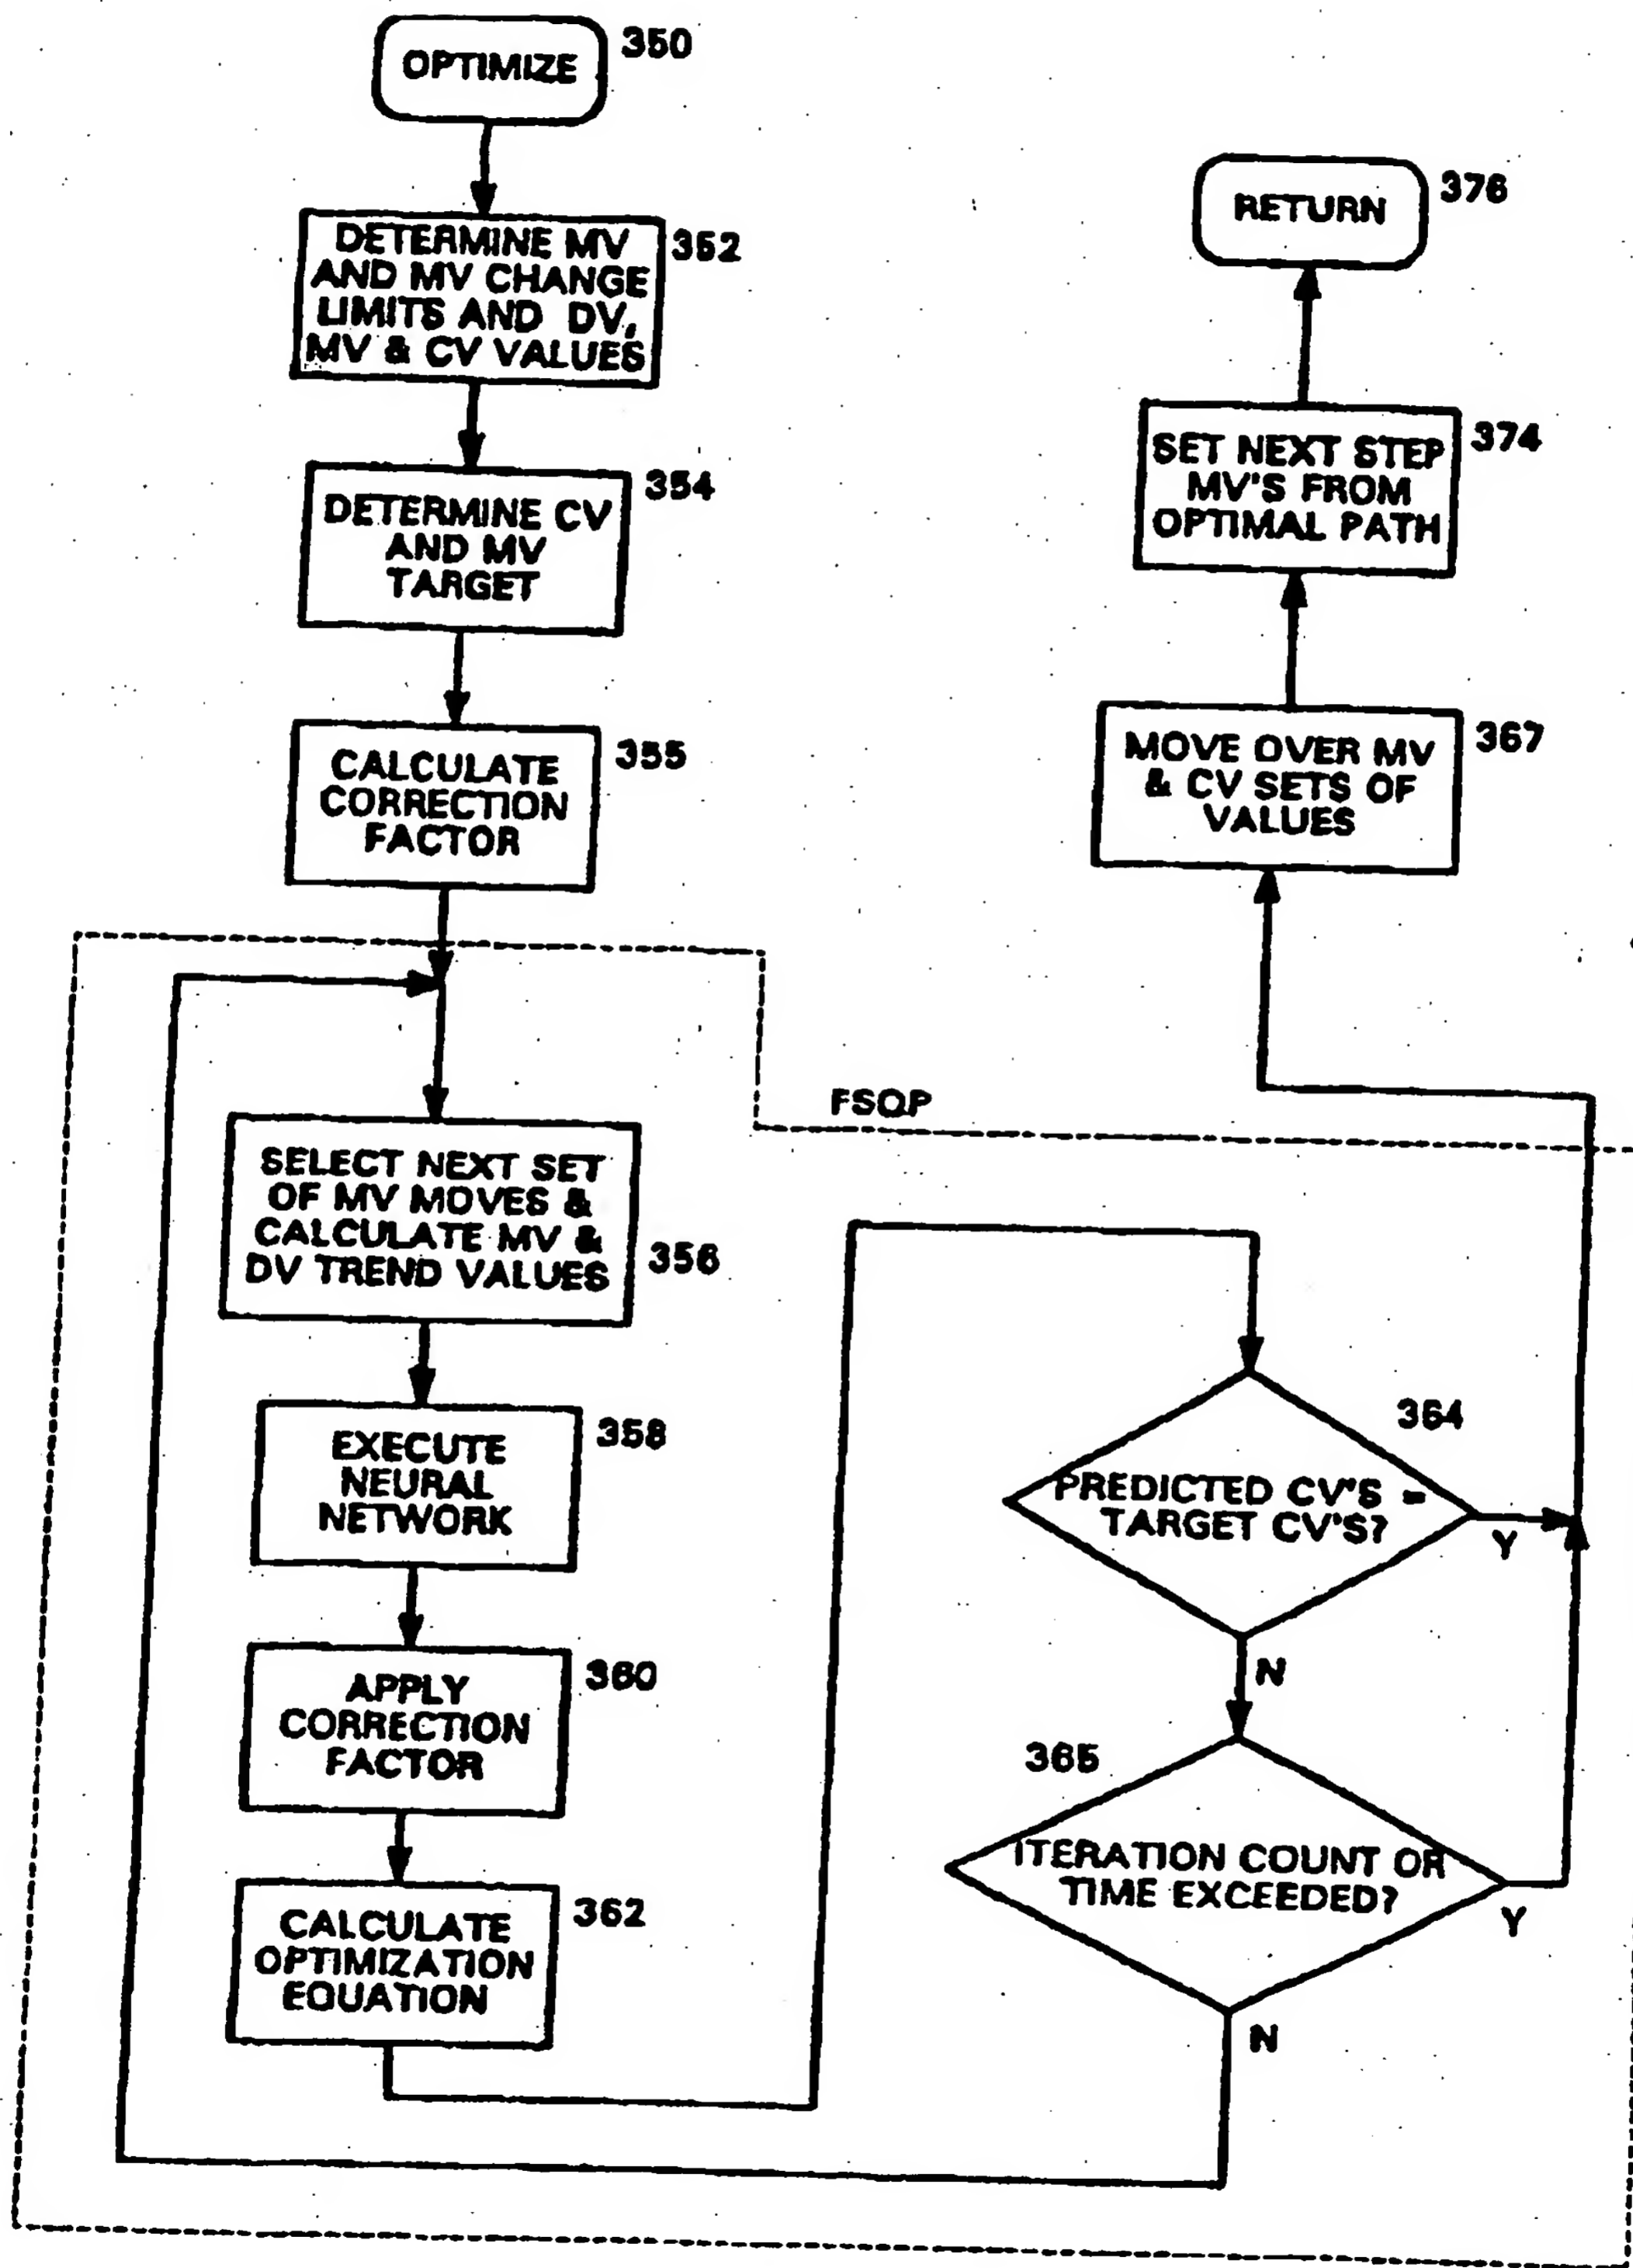 OPTIMIZE
350
DETERMINE MV
AND MV CHANGE
LIMITS AND DV,
MV & CV VALUES
352
DETERMINE CV
AND MV
TARGET
354
CALCULATE
CORRECTION
FACTOR
355
FSQP
SELECT NEXT SET
OF MV MOVES &
CALCULATE MV &
DV TREND VALUES
356
EXECUTE
NEURAL
NETWORK
358
APPLY
CORRECTION
FACTOR
360
CALCULATE
OPTIMIZATION
EQUATION
362
364
PREDICTED CV'S =
TARGET CV'S?
Y
N
365
ITERATION COUNT OR
TIME EXCEEDED?
Y
N
MOVE OVER MV
& CV SETS OF
VALUES
367
SET NEXT STEP
MV'S FROM
OPTIMAL PATH
374
RETURN
376